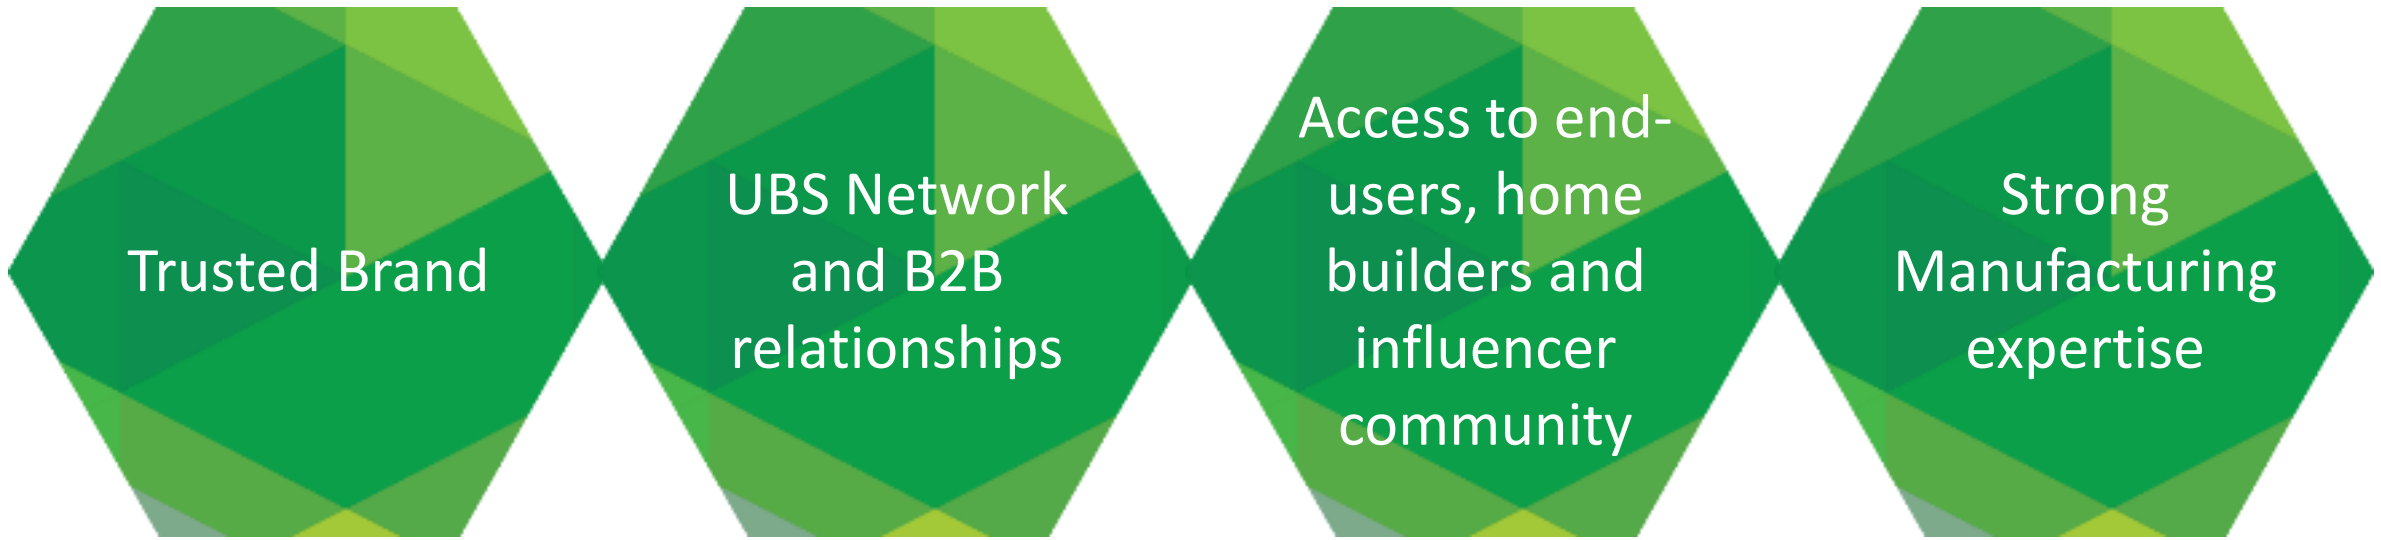 Trusted Brand
UBS Network
and B2B
relationships
Access to end-
users, home
builders and
influencer
community
Strong
Manufacturing
expertise